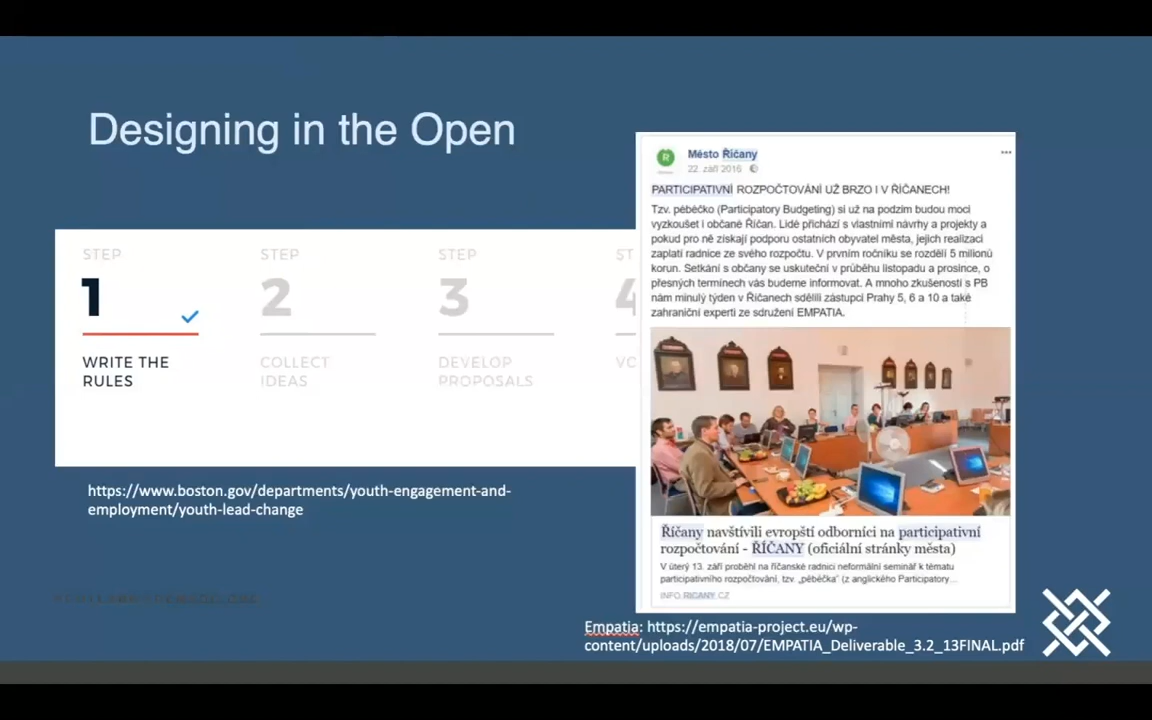 Designing in the Open
STEP
1
WRITE THE
RULES
STEP
2
COLLECT
IDEAS
STEP
3
DEVELOP
PROPOSALS
ST
4
VO
https://www.boston.gov/departments/youth-engagement-and-
employment/youth-lead-change
R
Město Říčany
22. září 2016
PARTICIPATIVNÍ ROZPOČTOVÁNÍ UŽ BRZO I V ŘÍČANECH!
Tzv. pébéčko (Participatory Budgeting) si už na podzim budou moci
vyzkoušet i občané Říčan. Lidé přichází s vlastními návrhy a projekty a
pokud pro ně získají podporu ostatních obyvatel města, jejich realizaci
zaplatí radnice ze svého rozpočtu. V prvním ročníku se rozdělí 5 milionů
korun. Setkání s občany se uskuteční v průběhu listopadu a prosince, o
přesných termínech vás budeme informovat. A mnoho zkušeností s PB
nám minulý týden v Říčanech sdělili zástupci Prahy 5, 6 a 10 a také
zahraniční experti ze sdružení EMPATIA.
Říčany navštívili evropští odborníci na participativní
rozpočtování - ŘÍČANY (oficiální stránky města)
V úterý 13. září proběhl na říčanské radnici neformální seminář k tématu
participativního rozpočtování, tzv. „pébéčka" (z anglického Participatory...
INFO.RICANY.CZ
Empatia: https://empatia-project.eu/wp-
content/uploads/2018/07/EMPATIA_Deliverable_3.2_13FINAL.pdf